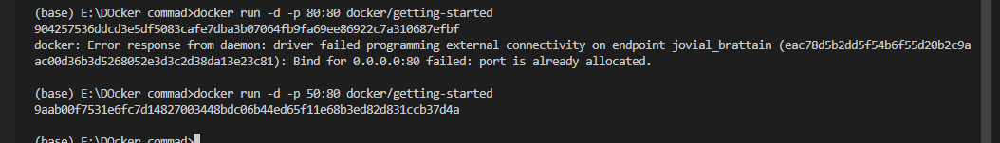 (base) E:\DOcker commad>docker run -d -p 80:80 docker/getting-started
904257536ddcd3e5df5083cafe7dba3b07064fb9fa69ee86922c7a310687efbf
docker: Error response from daemon: driver failed programming external connectivity on endpoint jovial_brattain (eac78d5b2dd5f54b6f55d20b2c9a
ac00d36b3d5268052e3d3c2d38da13e23c81): Bind for 0.0.0.0:80 failed: port is already allocated.
(base) E:\DOcker commad>docker run -d -p 50:80 docker/getting-started
9aab00f7531e6fc7d14827003448bdc06b44ed65f11e68b3ed82d831ccb37d4a
(base) E:\DOcker commad>